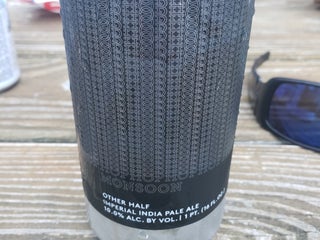 MONSOON
OTHER HALF
IMPERIAL INDIA PALE ALE
10.0% ALC. BY VOL. | 1 PT. (16 FL. OZ.)